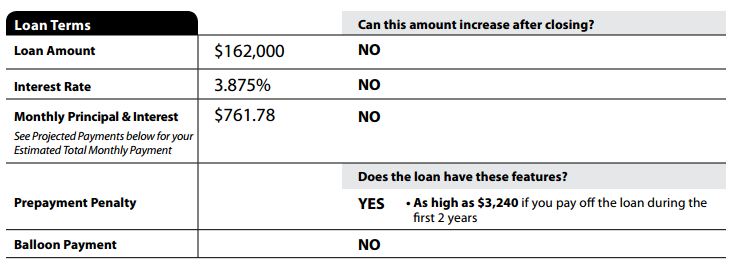 Loan Terms Can this amount increase after closing?
Loan Amount $162,000 NO
Interest Rate 3.875% NO
Monthly Principal & Interest $761.78 NO
See Projected Payments below for your
Estimated Total Monthly Payment
Does the loan have these features?
Prepayment Penalty YES • As high as $3,240 if you pay off the loan during the
first 2 years
Balloon Payment NO